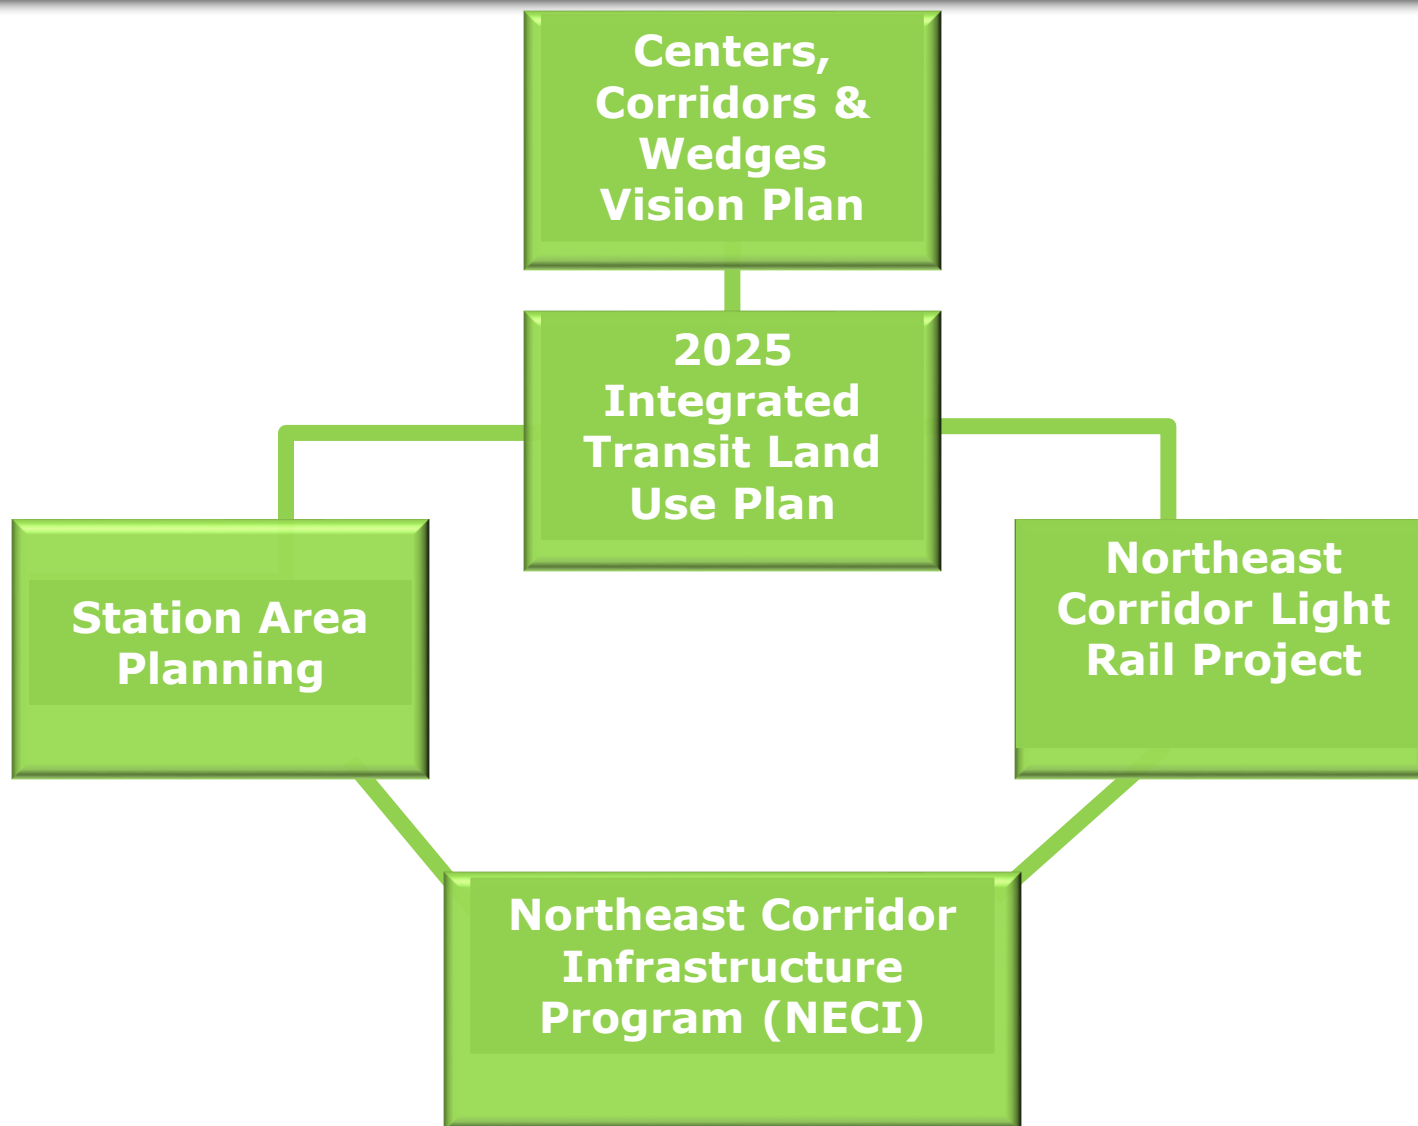 Centers,
Corridors &
Wedges
Vision Plan
2025
Integrated
Transit Land
Use Plan
Station Area
Planning
Northeast
Corridor Light
Rail Project
Northeast Corridor
Infrastructure
Program (NECI)